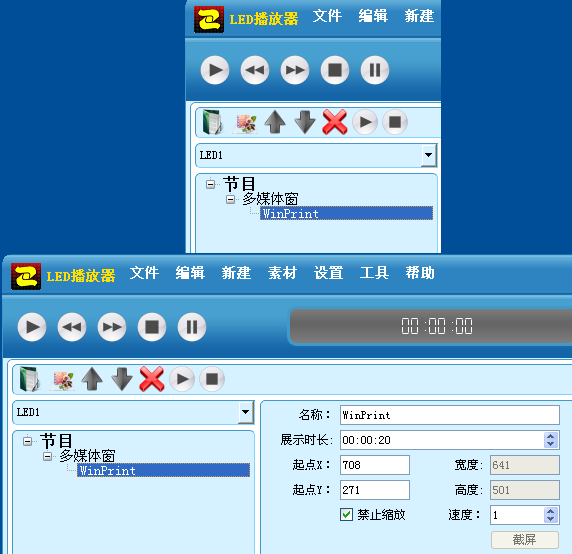 LED播放器 文件 编辑 新建
LED1
节目
多媒体窗
WinPrint
LED播放器 文件 编辑 新建 素材 设置 工具 帮助
00:00:00
LED1
节目
多媒体窗
WinPrint
名称： WinPrint
展示时长: 00:00:20
起点X： 708 宽度: 641
起点Y： 271 高度: 501
禁止缩放 速度： 1
截屏